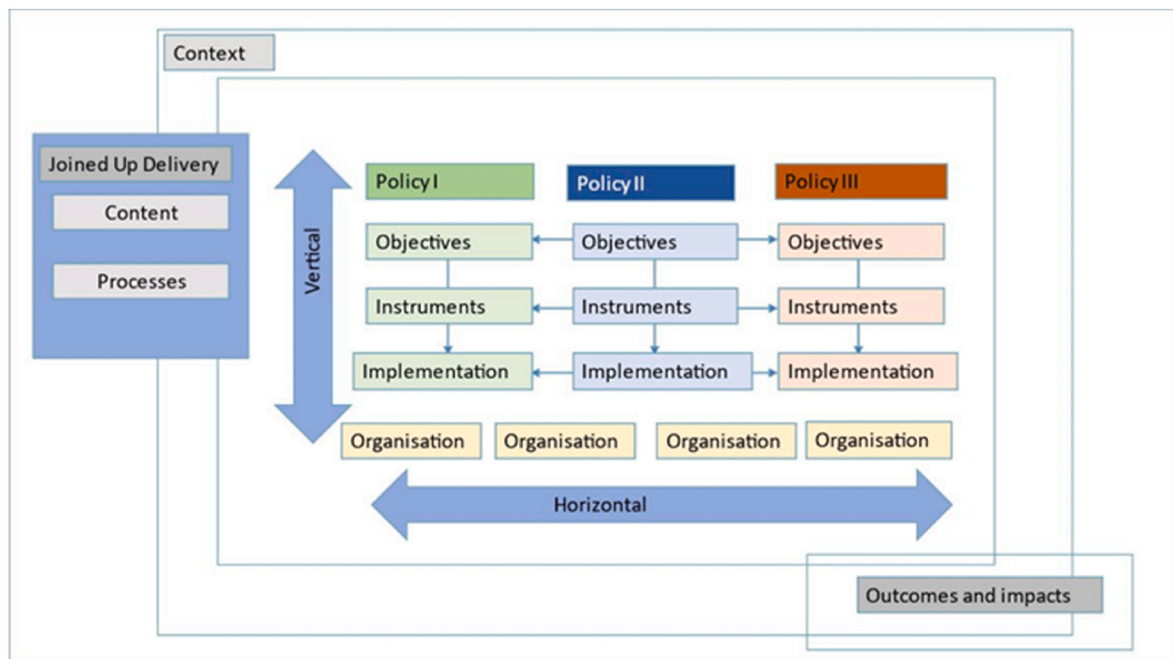 Context
Joined Up Delivery
Content
Processes
Vertical
Policy I
Policy II
Policy III
Objectives
Objectives
Objectives
Instruments
Instruments
Instruments
Implementation
Implementation
Implementation
Organisation
Organisation
Organisation
Organisation
Horizontal
Outcomes and impacts